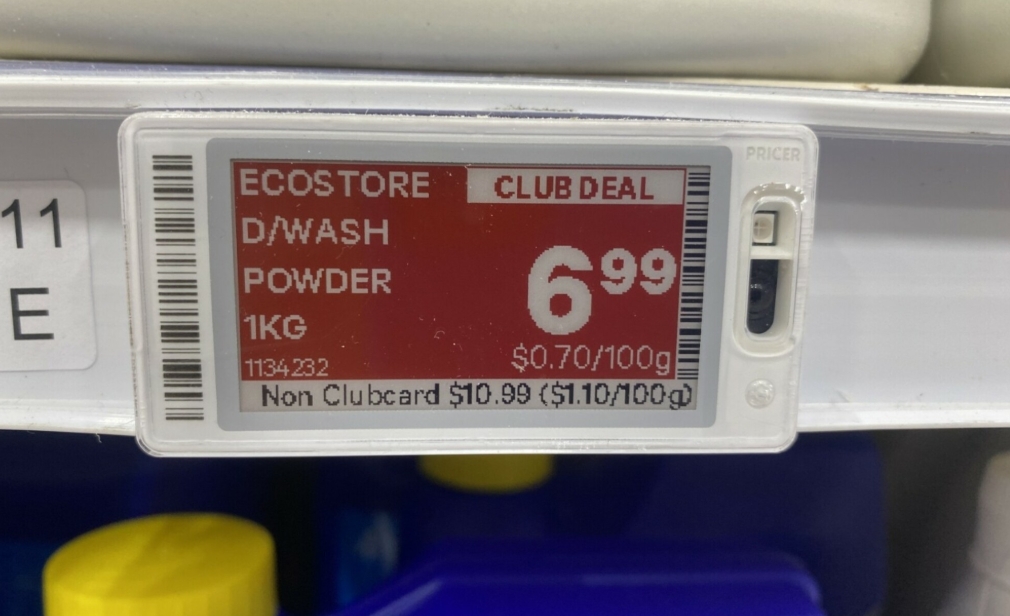 PRICER
ECOSTORE
CLUB DEAL
D/WASH
POWDER
1KG
6.99
$0.70/100g
1134232
Non Clubcard $10.99 ($1.10/100g)
11
E